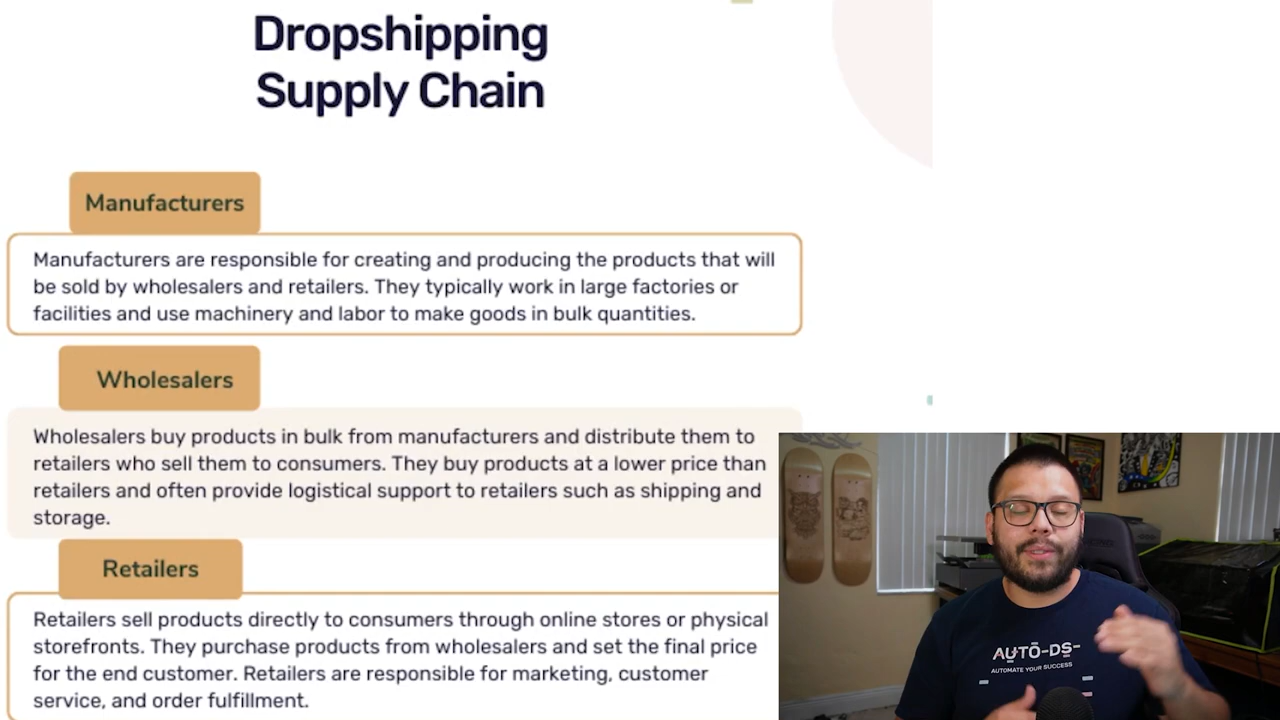 Dropshipping
Supply Chain
Manufacturers
Manufacturers are responsible for creating and producing the products that will
be sold by wholesalers and retailers. They typically work in large factories or
facilities and use machinery and labor to make goods in bulk quantities.
Wholesalers
Wholesalers buy products in bulk from manufacturers and distribute them to
retailers who sell them to consumers. They buy products at a lower price than
retailers and often provide logistical support to retailers such as shipping and
storage.
Retailers
Retailers sell products directly to consumers through online stores or physical
storefronts. They purchase products from wholesalers and set the final price
for the end customer. Retailers are responsible for marketing, customer
service, and order fulfillment.
AUTO-DS-
AUTOMATE YOUR SUCCESS